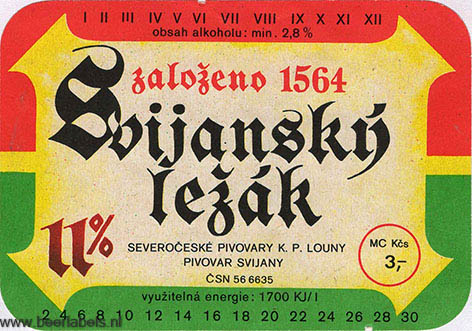 I II III IV V VI VII VIII IX X XI XII
obsah alkoholu: min. 2,8%
založeno 1564
Svijanský
ležák
11%
SEVEROČESKÉ PIVOVARY K. P. LOUNY
PIVOVAR SVIJANY
ČSN 56 6635
MC Kčs
3,-
využitelná energie: 1700 KJ/l
2 4 6 8 10 12 14 16 18 20 22 24 26 28 30
www.beerlabels.nl